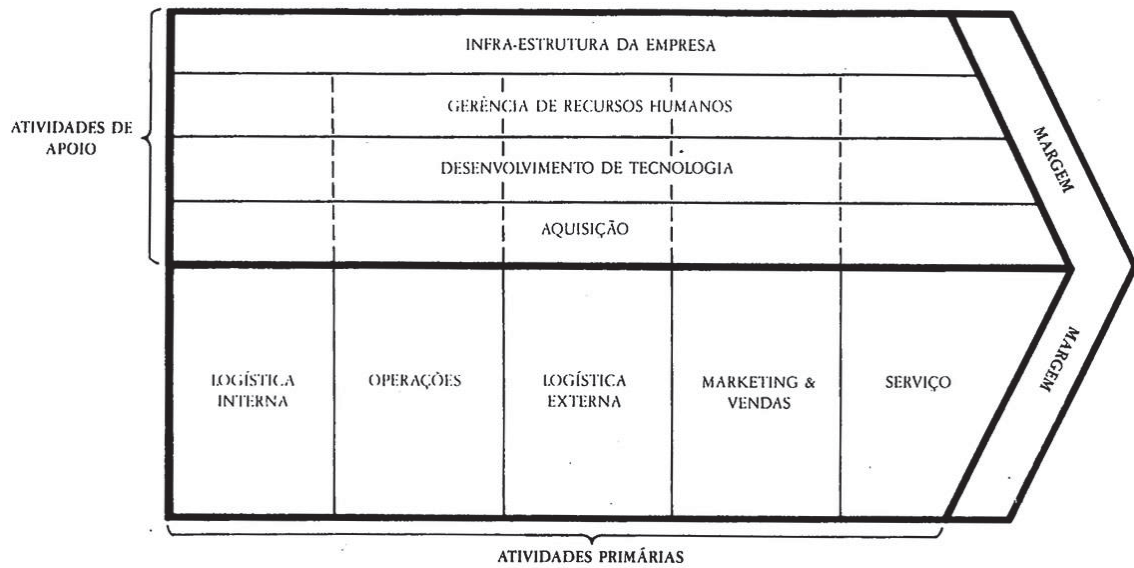 INFRA-ESTRUTURA DA EMPRESA
GERÊNCIA DE RECURSOS HUMANOS
ATIVIDADES DE
APOIO
DESENVOLVIMENTO DE TECNOLOGIA
AQUISIÇÃO
MARGEM
LOGÍSTICA
INTERNA
OPERAÇÕES
LOGÍSTICA
EXTERNA
MARKETING &
VENDAS
SERVIÇO
MARGEM
ATIVIDADES PRIMÁRIAS